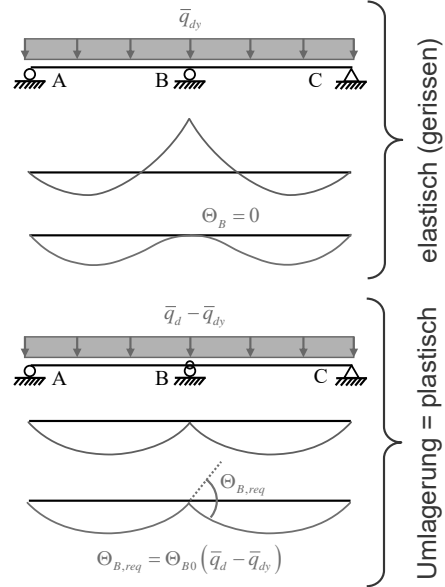 q̅_dy
A B C
Θ_B = 0
elastisch (gerissen)
q̅_d − q̅_dy
A B C
Θ_B,req
Θ_B,req = Θ_B0 (q̅_d − q̅_dy)
Umlagerung = plastisch